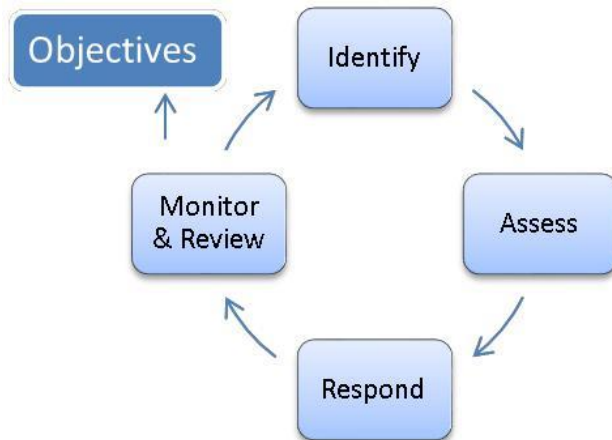 Objectives
Identify
Monitor
& Review
Assess
Respond